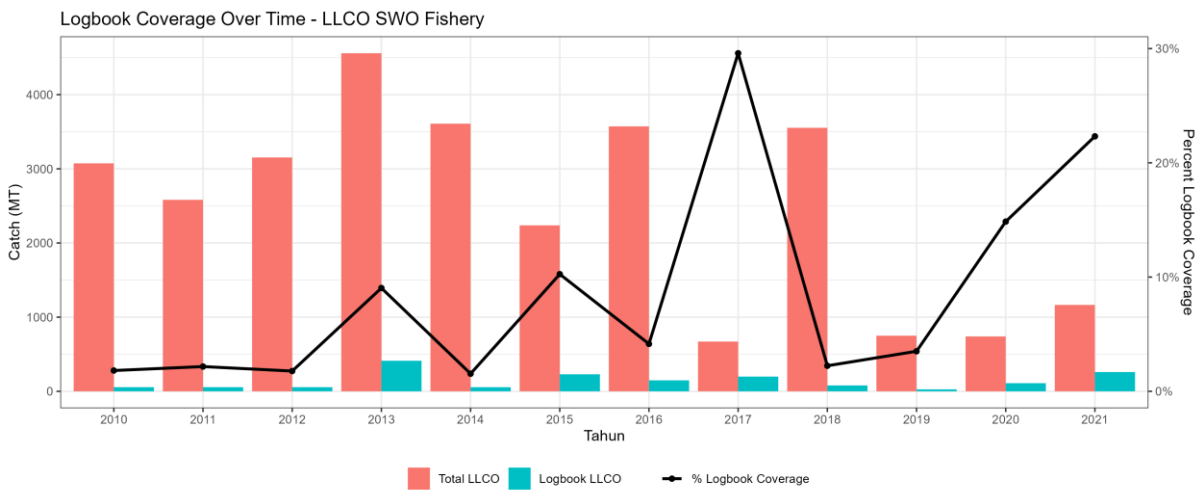 Logbook Coverage Over Time - LLCO SWO Fishery
Catch (MT)
4000
3000
2000
1000
0
30%
20%
10%
0%
Percent Logbook Coverage
2010 2011 2012 2013 2014 2015 2016 2017 2018 2019 2020 2021
Tahun
Total LLCO Logbook LLCO % Logbook Coverage